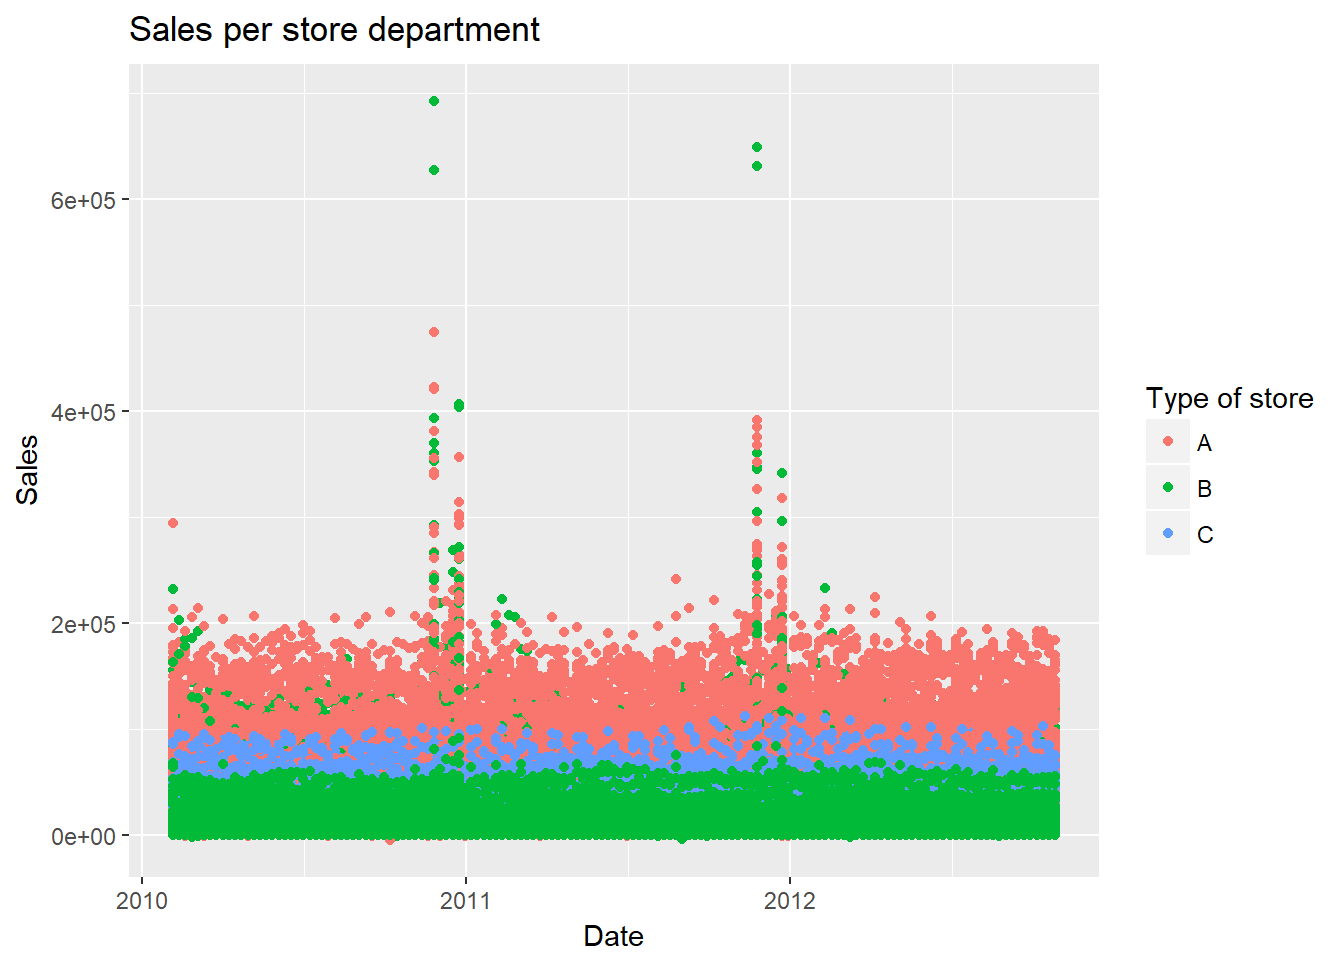 Sales per store department
6e+05
4e+05
2e+05
0e+00
Sales
2010
2011
2012
Date
Type of store
A
B
C